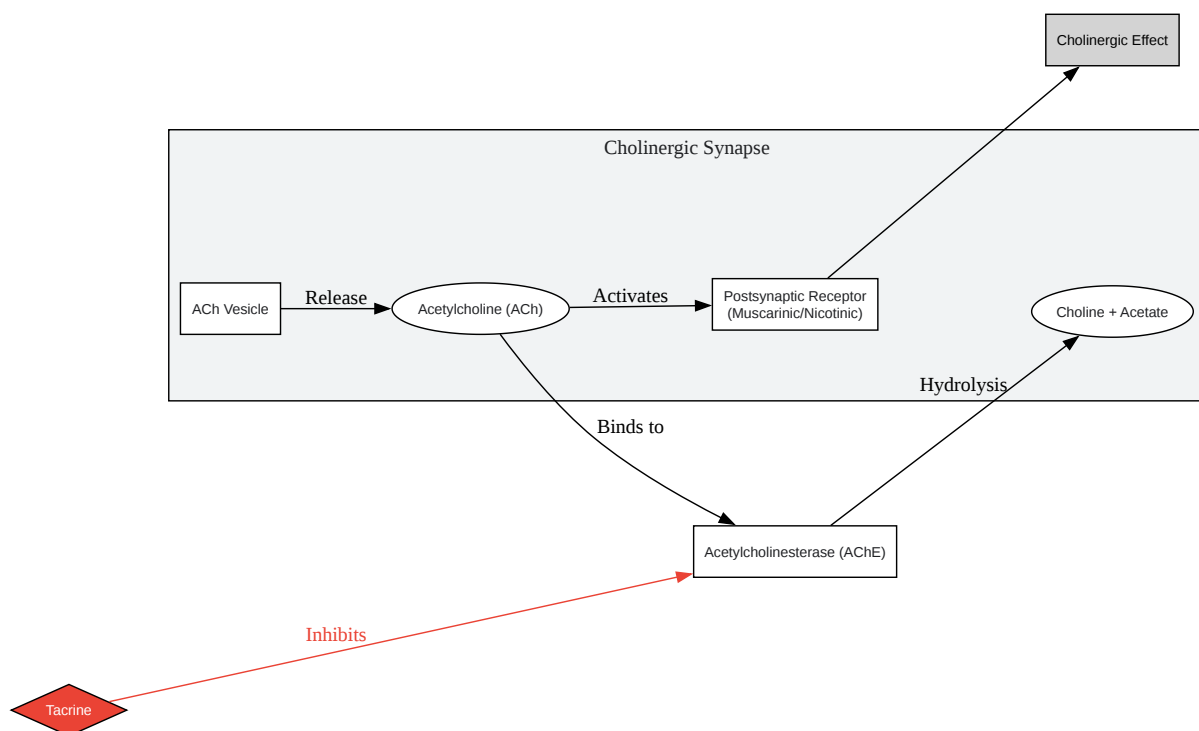 Cholinergic Effect
Cholinergic Synapse
ACh Vesicle
Release
Acetylcholine (ACh)
Activates
Postsynaptic Receptor
(Muscarinic/Nicotinic)
Choline + Acetate
Hydrolysis
Binds to
Acetylcholinesterase (AChE)
Inhibits
Tacrine